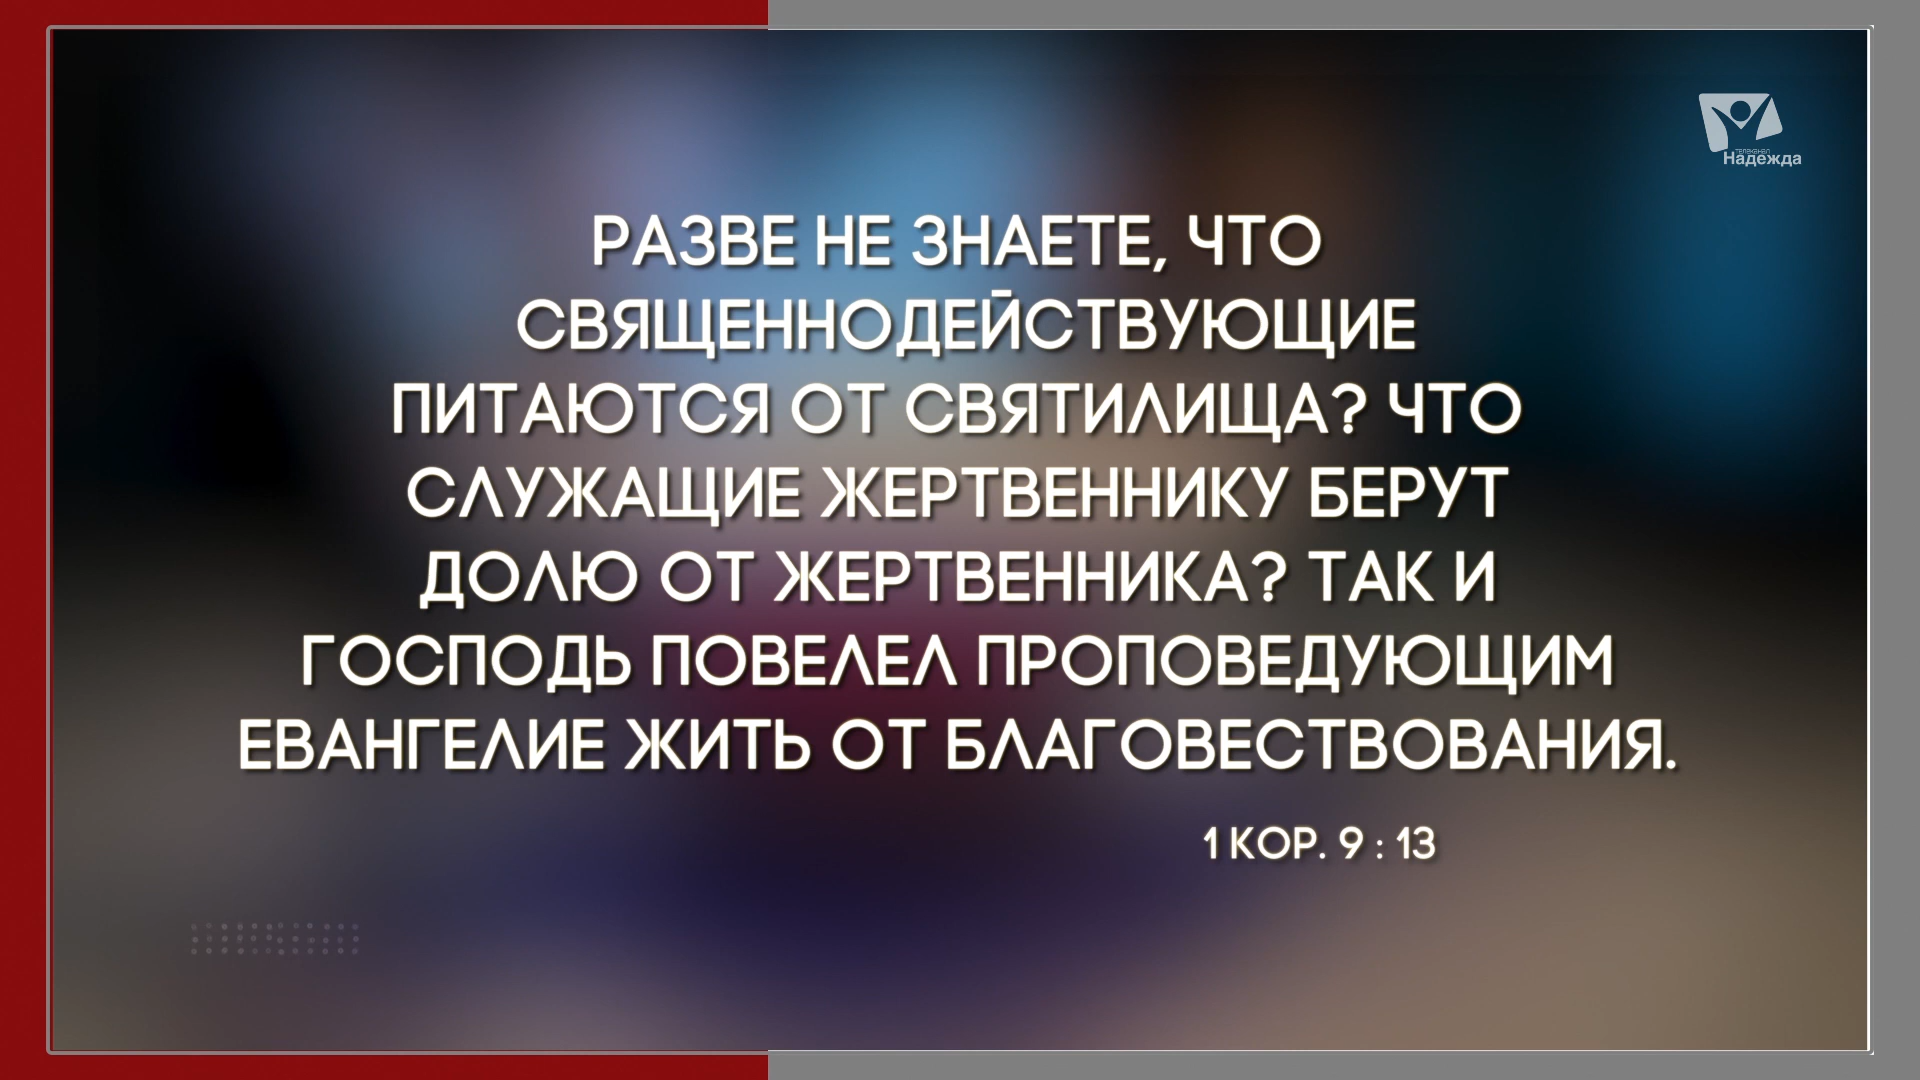 ТЕЛЕКАНАЛ
Надежда
РАЗВЕ НЕ ЗНАЕТЕ, ЧТО
СВЯЩЕННОДЕЙСТВУЮЩИЕ
ПИТАЮТСЯ ОТ СВЯТИЛИЩА? ЧТО
СЛУЖАЩИЕ ЖЕРТВЕННИКУ БЕРУТ
ДОЛЮ ОТ ЖЕРТВЕННИКА? ТАК И
ГОСПОДЬ ПОВЕЛЕЛ ПРОПОВЕДУЮЩИМ
ЕВАНГЕЛИЕ ЖИТЬ ОТ БЛАГОВЕСТВОВАНИЯ.
1 КОР. 9 : 13